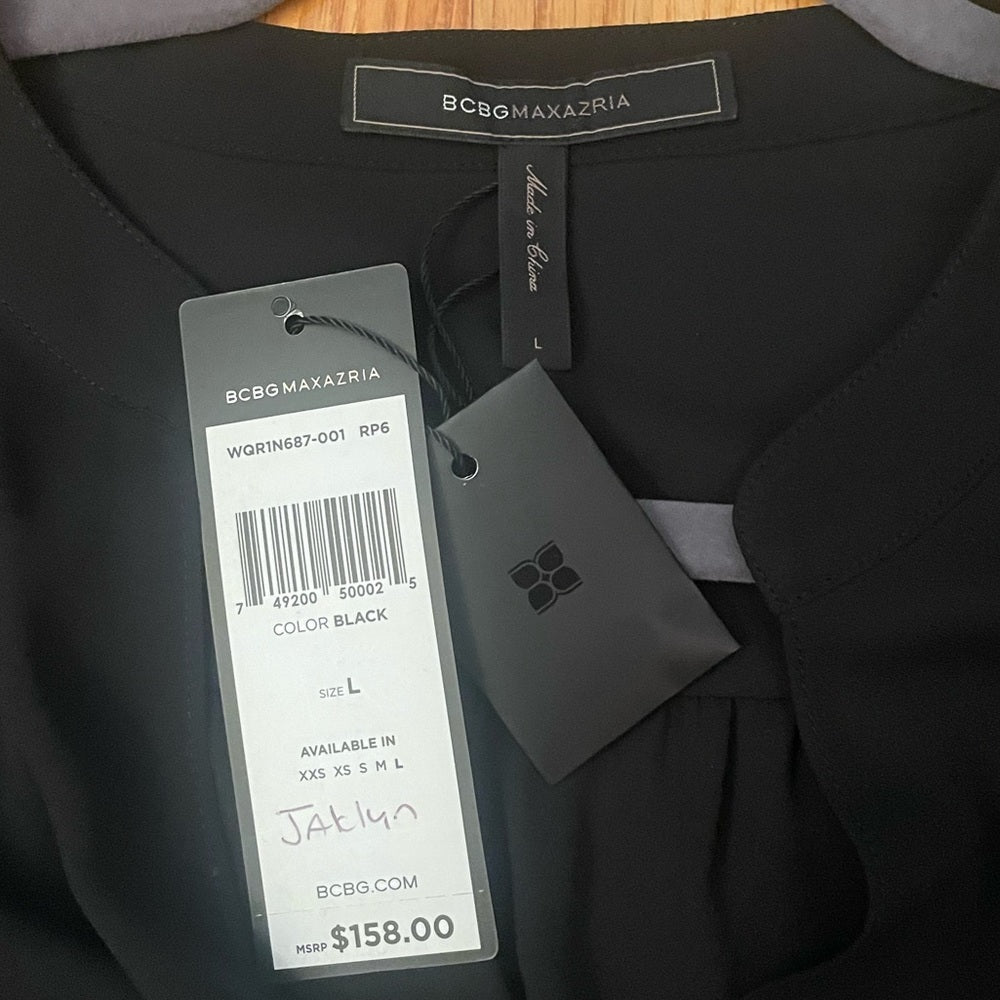 BCBGMAXAZRIA
Made in China
L
BCBGMAXAZRIA
WQR1N687-001 RP6
7 49200 50002 5
COLOR BLACK
SIZE L
AVAILABLE IN
XXS XS S M L
JAklyn
BCBG.COM
MSRP $158.00